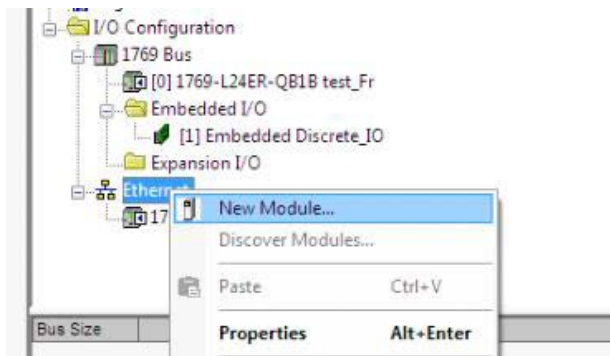 I/O Configuration
1769 Bus
[0] 1769-L24ER-QB1B test_Fr
Embedded I/O
[1] Embedded Discrete_IO
Expansion I/O
Ethernet
17
New Module...
Discover Modules...
Paste Ctrl+V
Properties Alt+Enter
Bus Size